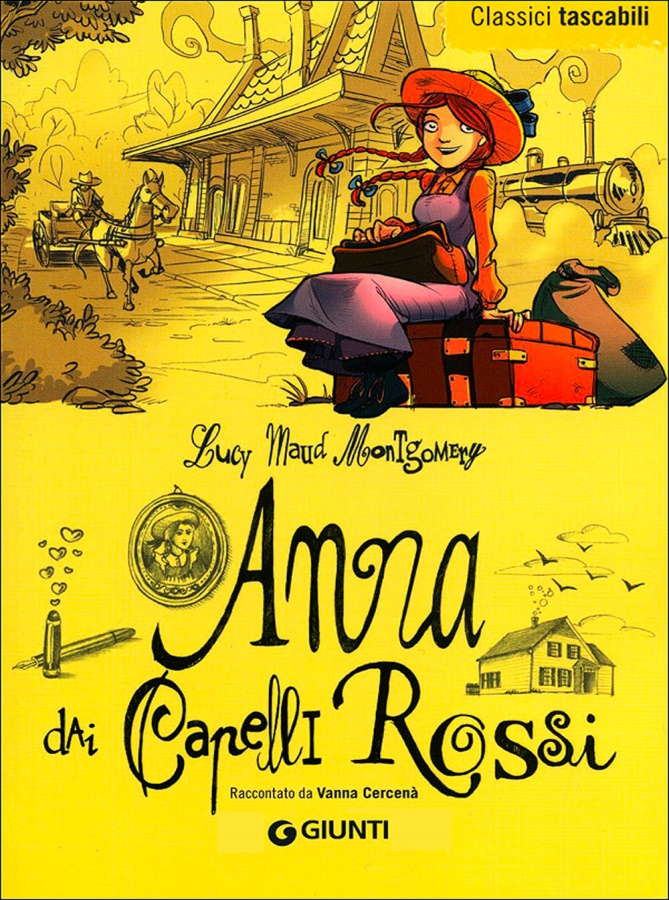 Classici tascabili
Lucy Maud Montgomery
Anna
dai Capelli Rossi
Raccontato da Vanna Cercenà
GIUNTI